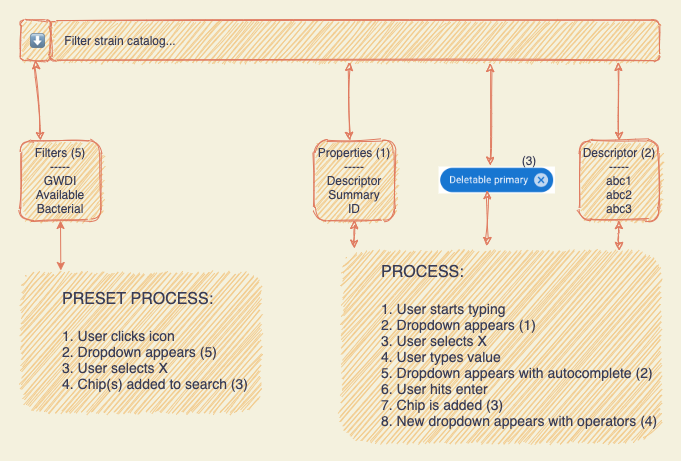 Filter strain catalog...
Filters (5)
-----
GWDI
Available
Bacterial
Properties (1)
-----
Descriptor
Summary
ID
(3)
Deletable primary
Descriptor (2)
-----
abc1
abc2
abc3
PRESET PROCESS:
1. User clicks icon
2. Dropdown appears (5)
3. User selects X
4. Chip(s) added to search (3)
PROCESS:
1. User starts typing
2. Dropdown appears (1)
3. User selects X
4. User types value
5. Dropdown appears with autocomplete (2)
6. User hits enter
7. Chip is added (3)
8. New dropdown appears with operators (4)